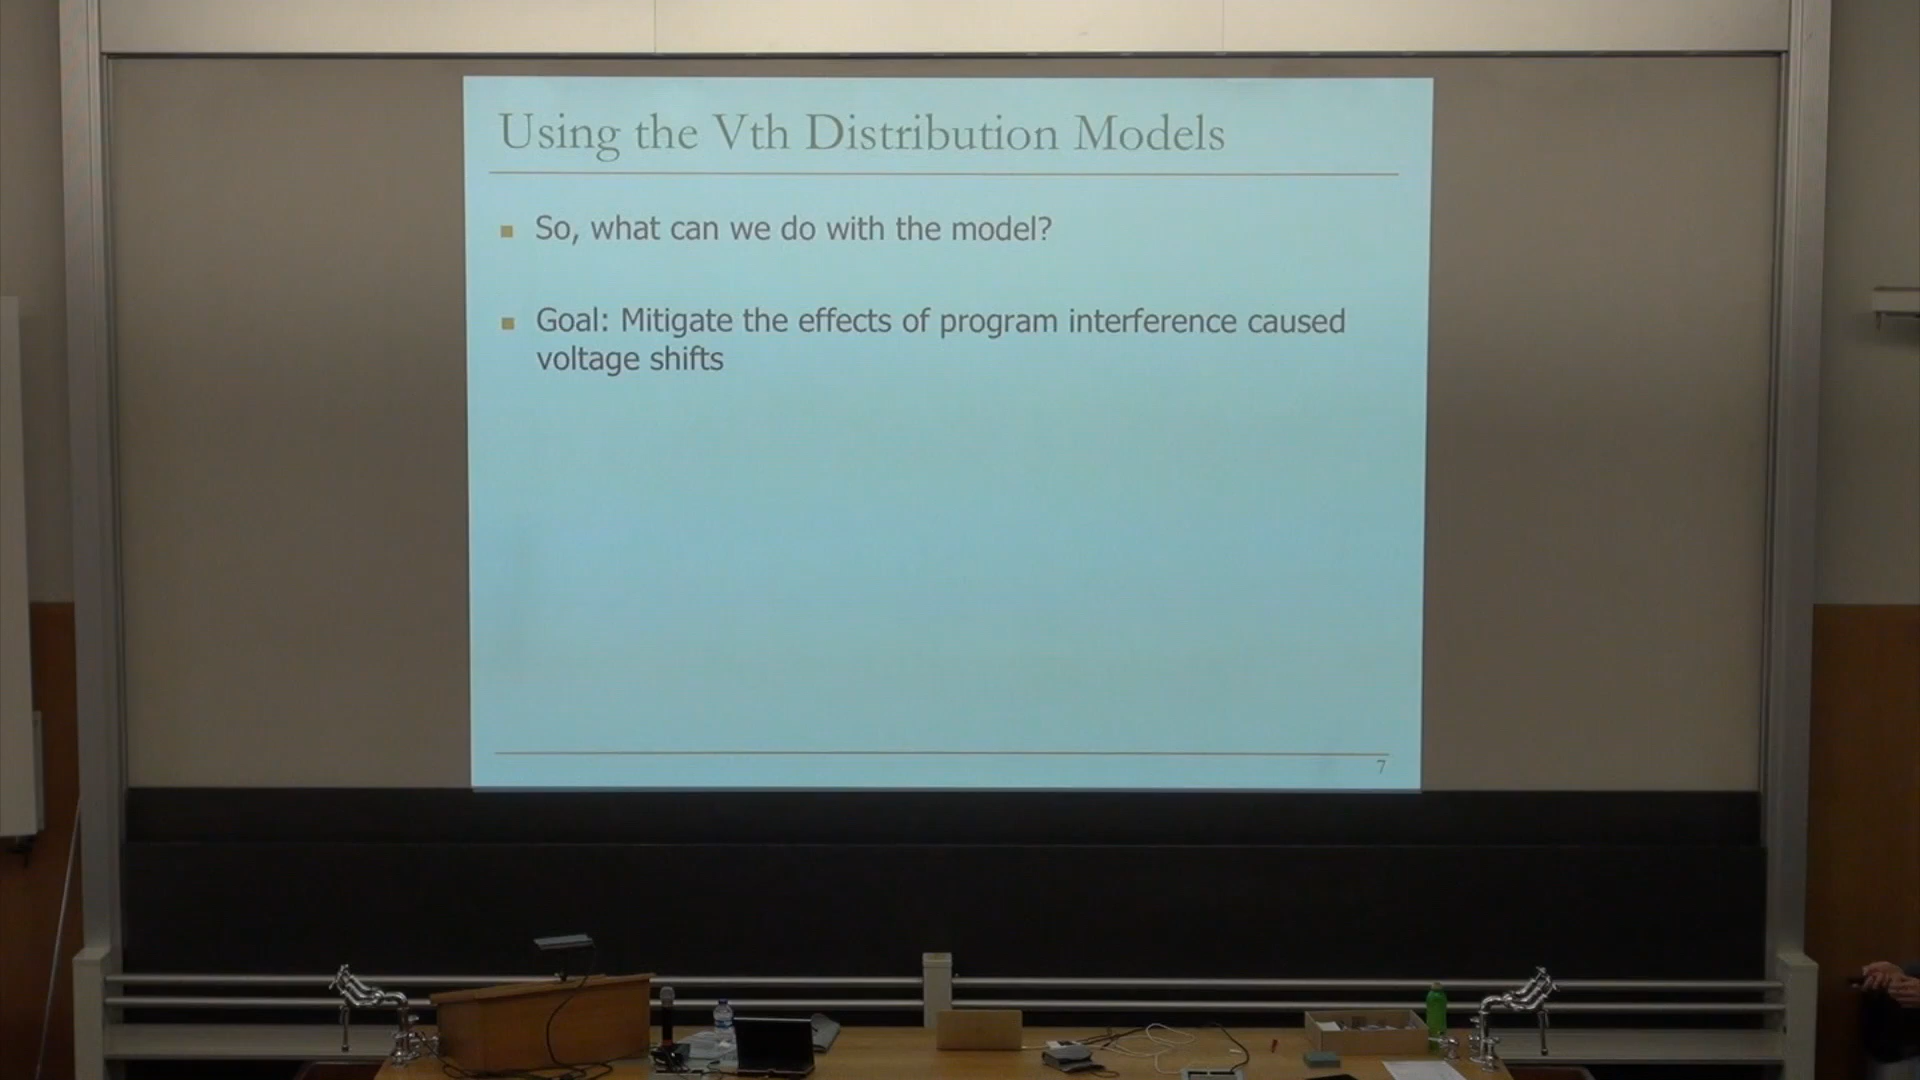 Using the Vth Distribution Models
So, what can we do with the model?
Goal: Mitigate the effects of program interference caused
voltage shifts
7